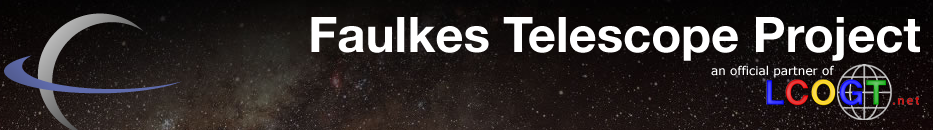 Faulkes Telescope Project
an official partner of
LCOGT.net